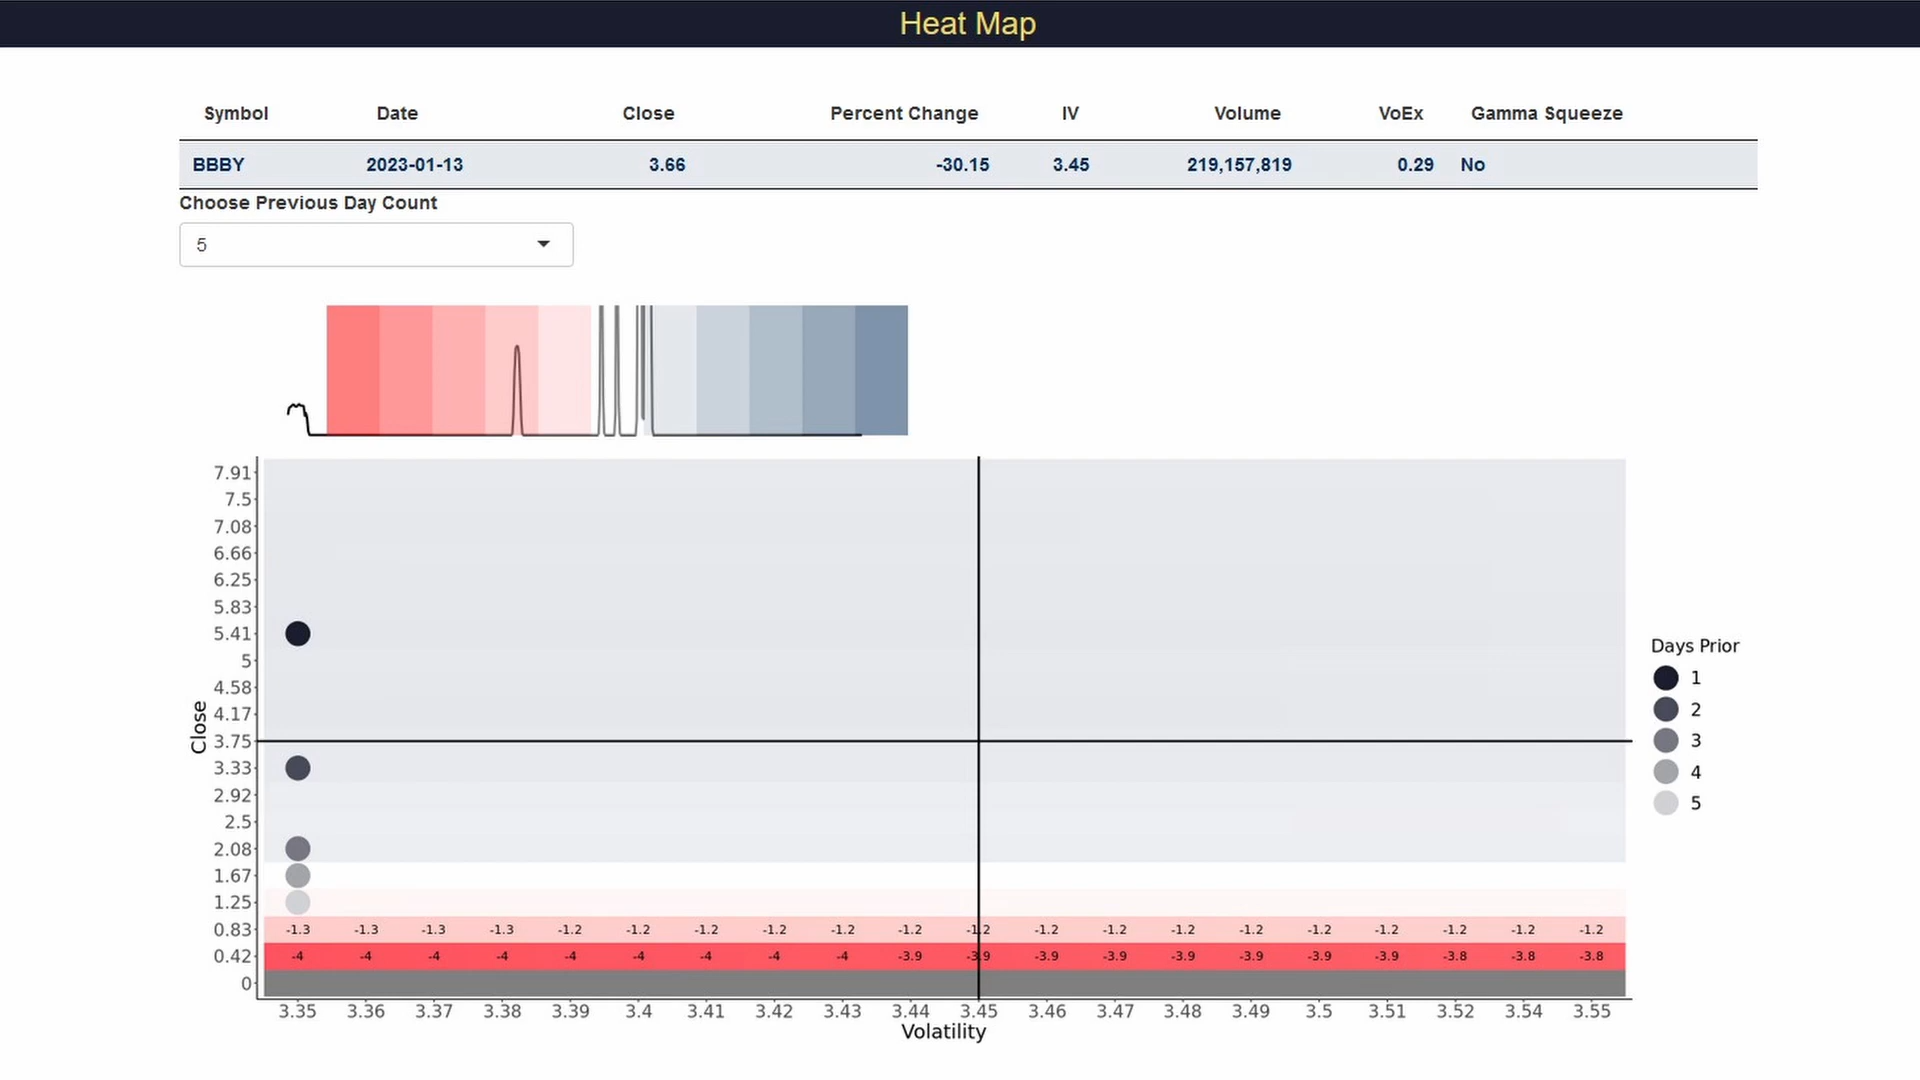 Heat Map
Symbol Date Close Percent Change IV Volume VoEx Gamma Squeeze
BBBY 2023-01-13 3.66 -30.15 3.45 219,157,819 0.29 No
Choose Previous Day Count
5
7.91
7.5
7.08
6.66
6.25
5.83
5.41
5
4.58
4.17
3.75
3.33
2.92
2.5
2.08
1.67
1.25
0.83 -1.3 -1.3 -1.3 -1.3 -1.2 -1.2 -1.2 -1.2 -1.2 -1.2 -1.2 -1.2 -1.2 -1.2 -1.2 -1.2 -1.2 -1.2 -1.2 -1.2
0.42 -4 -4 -4 -4 -4 -4 -4 -4 -4 -3.9 -3.9 -3.9 -3.9 -3.9 -3.9 -3.9 -3.9 -3.8 -3.8 -3.8
0
Close
3.35 3.36 3.37 3.38 3.39 3.4 3.41 3.42 3.43 3.44 3.45 3.46 3.47 3.48 3.49 3.5 3.51 3.52 3.54 3.55
Volatility
Days Prior
1
2
3
4
5